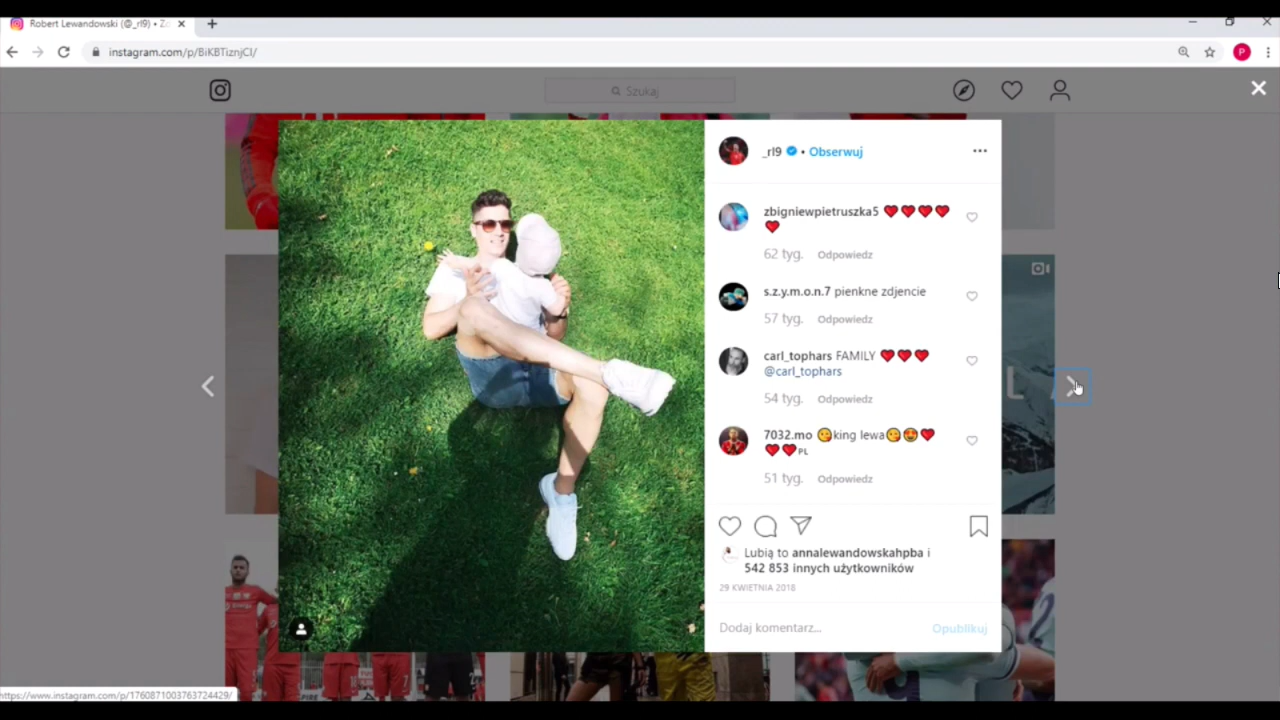 Robert Lewandowski (@_rl9) • Z
instagram.com/p/BiKBTiznjCl/
P
Szukaj
_rl9 • Obserwuj
zbigniewpietruszka5 ❤❤❤❤
❤
62 tyg. Odpowiedz
s.z.y.m.o.n.7 pienkne zdjencie
57 tyg. Odpowiedz
carl_tophars FAMILY ❤❤❤
@carl_tophars
54 tyg. Odpowiedz
7032.mo 😋king lewa😋😍❤
❤❤PL
51 tyg. Odpowiedz
Lubią to annalewandowskahpba i
542 853 innych użytkowników
29 KWIETNIA 2018
Dodaj komentarz... Opublikuj
https://www.instagram.com/p/1760871003763724429/